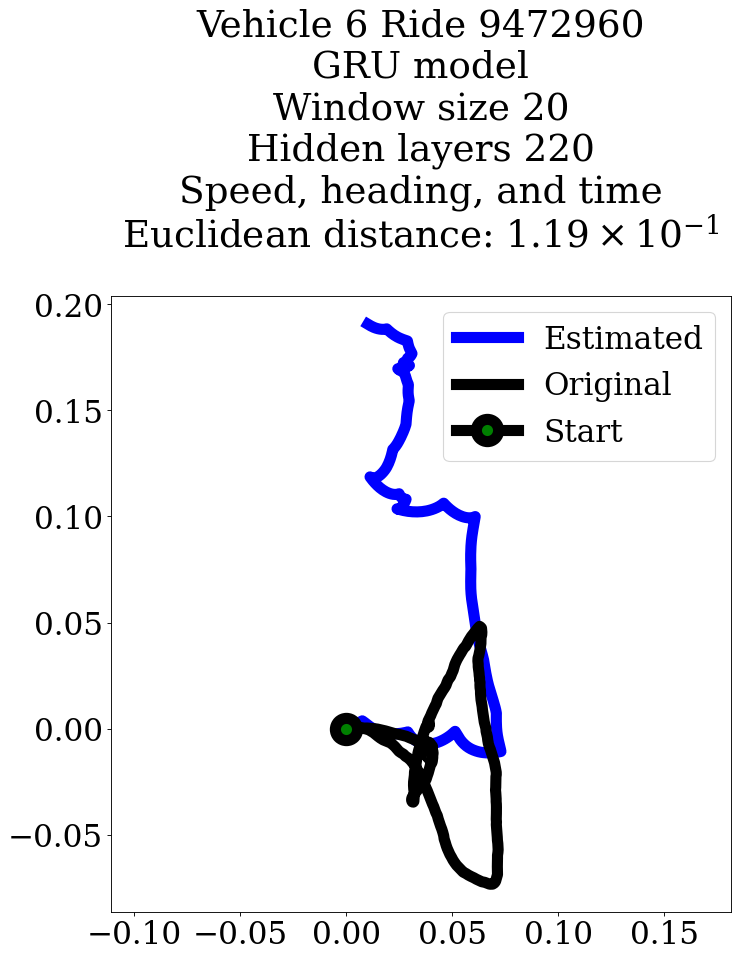 Vehicle 6 Ride 9472960
GRU model
Window size 20
Hidden layers 220
Speed, heading, and time
Euclidean distance: 1.19 × 10⁻¹
Estimated
Original
Start
0.20
0.15
0.10
0.05
0.00
−0.05
−0.10 −0.05 0.00 0.05 0.10 0.15